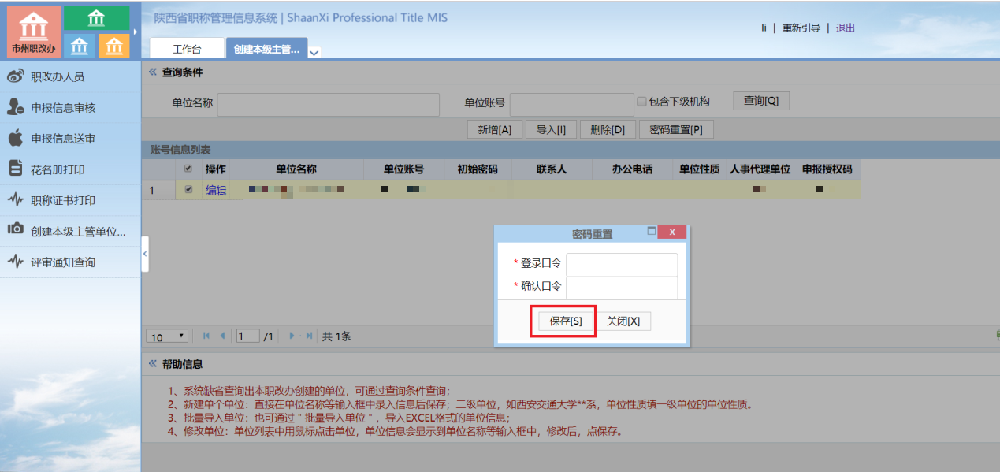 陕西省职称管理信息系统 | ShaanXi Professional Title MIS
li | 重新引导 | 退出
市州职改办
工作台 创建本级主管...
职改办人员
申报信息审核
申报信息送审
花名册打印
职称证书打印
创建本级主管单位...
评审通知查询
查询条件
单位名称 单位账号 包含下级机构 查询[Q]
新增[A] 导入[I] 删除[D] 密码重置[P]
账号信息列表
操作 单位名称 单位账号 初始密码 联系人 办公电话 单位性质 人事代理单位 申报授权码
1 编辑
密码重置 X
* 登录口令
* 确认口令
保存[S] 关闭[X]
10 1 /1 共 1条
帮助信息
1、系统缺省查询出本职改办创建的单位，可通过查询条件查询；
2、新建单个单位：直接在单位名称等输入框中录入信息后保存；二级单位，如西安交通大学**系，单位性质填一级单位的单位性质。
3、批量导入单位：也可通过＂批量导入单位＂，导入EXCEL格式的单位信息；
4、修改单位：单位列表中用鼠标点击单位，单位信息会显示到单位名称等输入框中，修改后，点保存。